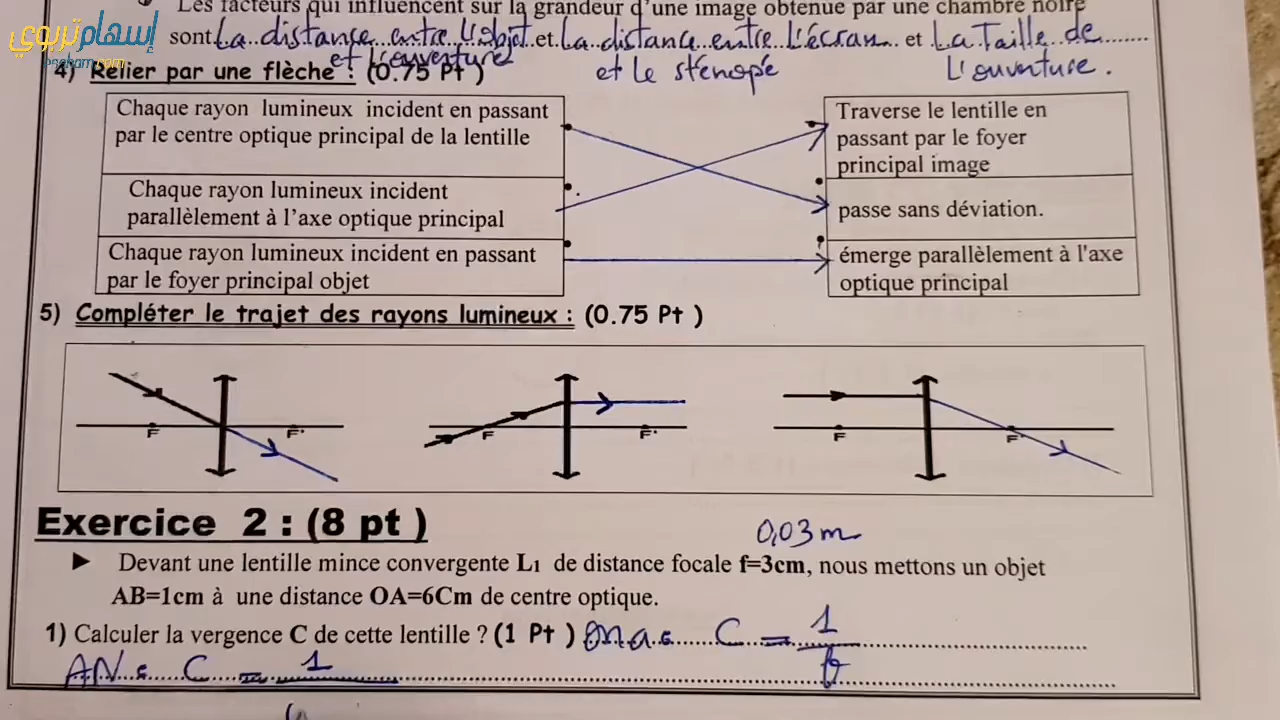 Les facteurs qui influencent sur la grandeur d'une image obtenue par une chambre noire
إسهام تربوي
esoham.com
sont La distance entre l'objet et La distance entre l'écran et La Taille de
et l'ouverture et le sténopé l'ouverture.
4) Relier par une flèche : (0.75 Pt )
Chaque rayon lumineux incident en passant
par le centre optique principal de la lentille
Traverse le lentille en
passant par le foyer
principal image
Chaque rayon lumineux incident
parallèlement à l'axe optique principal
passe sans déviation.
Chaque rayon lumineux incident en passant
par le foyer principal objet
émerge parallèlement à l'axe
optique principal
5) Compléter le trajet des rayons lumineux : (0.75 Pt )
F F'
F F'
F F'
Exercice 2 : (8 pt )
0,03m
Devant une lentille mince convergente L1 de distance focale f=3cm, nous mettons un objet
AB=1cm à une distance OA=6Cm de centre optique.
1) Calculer la vergence C de cette lentille ? (1 Pt ) On a : C = 1/f
AN : C = 1